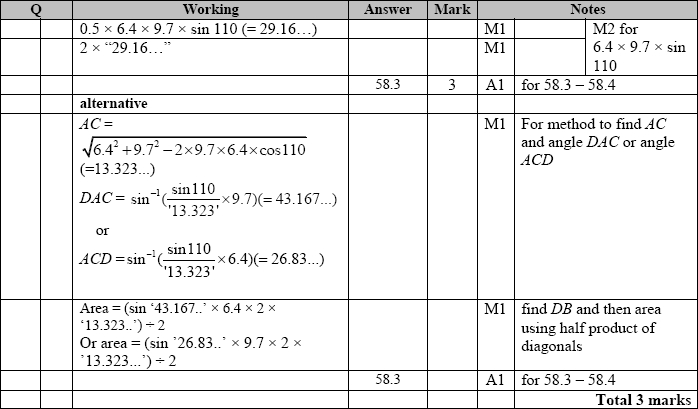 Q Working Answer Mark Notes
0.5 × 6.4 × 9.7 × sin 110 (= 29.16…) M1 M2 for
2 × “29.16…” M1 6.4 × 9.7 × sin
110
58.3 3 A1 for 58.3 – 58.4
alternative
AC = M1 For method to find AC
√6.4² + 9.7² − 2×9.7×6.4×cos110 and angle DAC or angle
(=13.323...) ACD
DAC = sin⁻¹(sin110/'13.323' ×9.7)(= 43.167...)
or
ACD =sin⁻¹(sin110/'13.323' ×6.4)(= 26.83...)
Area = (sin ‘43.167..’ × 6.4 × 2 × M1 find DB and then area
‘13.323..’) ÷ 2 using half product of
Or area = (sin ’26.83..’ × 9.7 × 2 × diagonals
’13.323...’) ÷ 2
58.3 A1 for 58.3 – 58.4
Total 3 marks